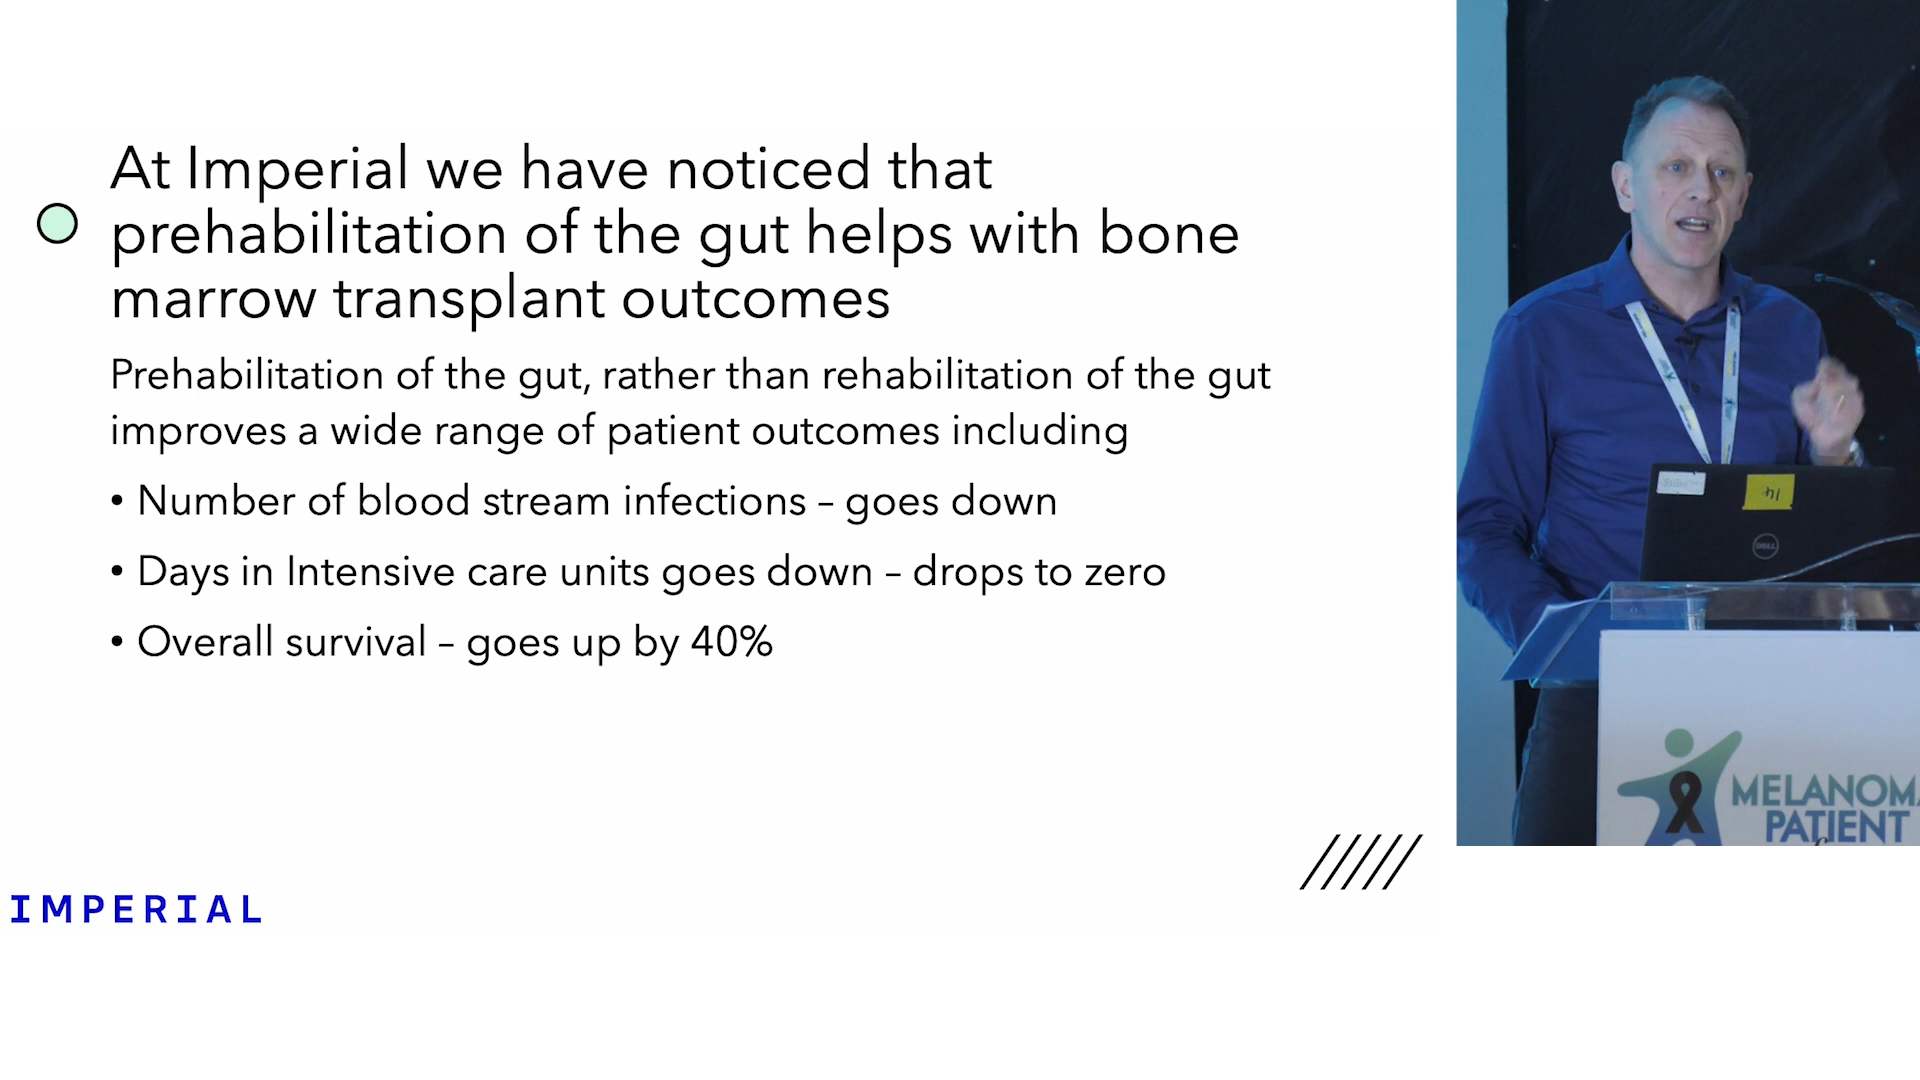 At Imperial we have noticed that
prehabilitation of the gut helps with bone
marrow transplant outcomes
Prehabilitation of the gut, rather than rehabilitation of the gut
improves a wide range of patient outcomes including
• Number of blood stream infections – goes down
• Days in Intensive care units goes down – drops to zero
• Overall survival – goes up by 40%
IMPERIAL
DELL
MELANOMA
PATIENT